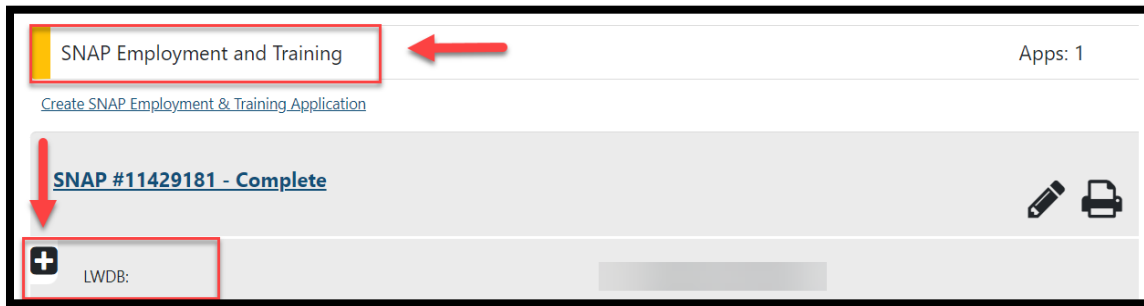 SNAP Employment and Training Apps: 1
Create SNAP Employment & Training Application
SNAP #11429181 - Complete
LWDB: